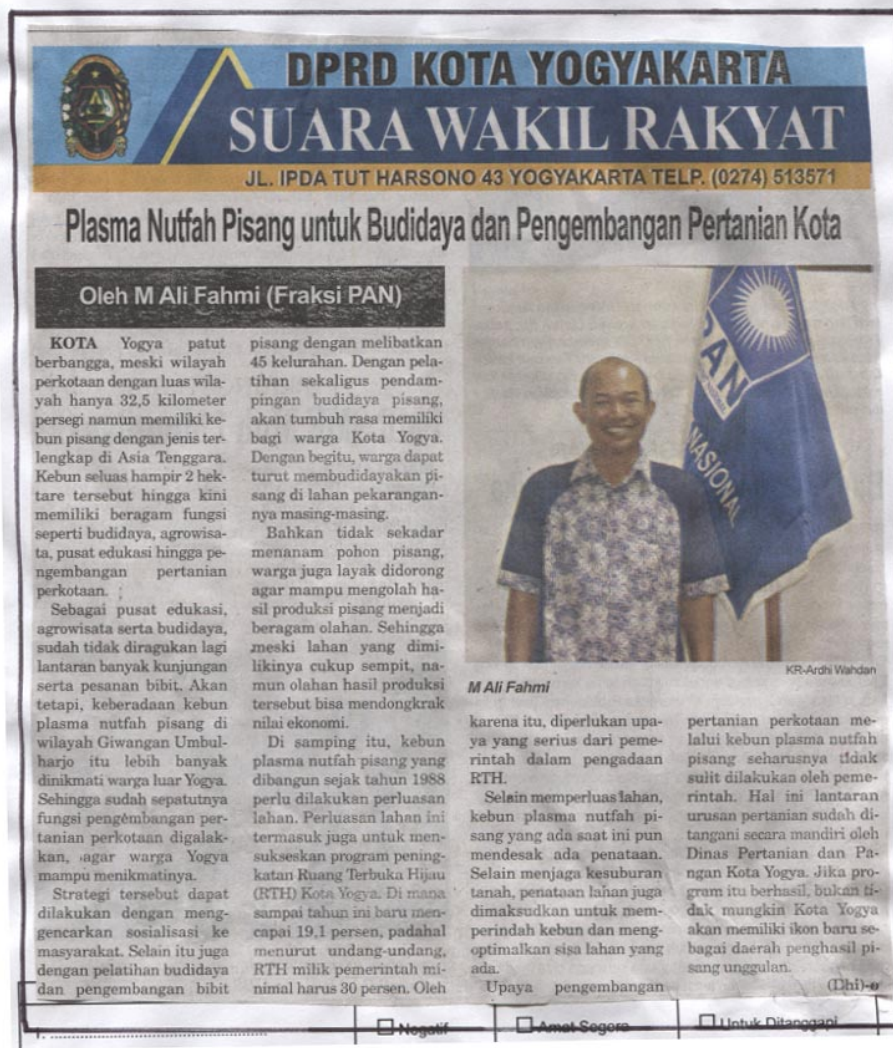 DPRD KOTA YOGYAKARTA
SUARA WAKIL RAKYAT
JL. IPDA TUT HARSONO 43 YOGYAKARTA TELP. (0274) 513571
Plasma Nutfah Pisang untuk Budidaya dan Pengembangan Pertanian Kota
Oleh M Ali Fahmi (Fraksi PAN)
KOTA Yogya patut
berbangga, meski wilayah
perkotaan dengan luas wila-
yah hanya 32,5 kilometer
persegi namun memiliki ke-
bun pisang dengan jenis ter-
lengkap di Asia Tenggara.
Kebun seluas hampir 2 hek-
tare tersebut hingga kini
memiliki beragam fungsi
seperti budidaya, agrowisa-
ta, pusat edukasi hingga pe-
ngembangan pertanian
perkotaan.
Sebagai pusat edukasi,
agrowisata serta budidaya,
sudah tidak diragukan lagi
lantaran banyak kunjungan
serta pesanan bibit. Akan
tetapi, keberadaan kebun
plasma nutfah pisang di
wilayah Giwangan Umbul-
harjo itu lebih banyak
dinikmati warga luar Yogya.
Sehingga sudah sepatutnya
fungsi pengembangan per-
tanian perkotaan digalak-
kan, agar warga Yogya
mampu menikmatinya.
Strategi tersebut dapat
dilakukan dengan meng-
gencarkan sosialisasi ke
masyarakat. Selain itu juga
dengan pelatihan budidaya
dan pengembangan bibit
pisang dengan melibatkan
45 kelurahan. Dengan pela-
tihan sekaligus pendam-
pingan budidaya pisang,
akan tumbuh rasa memiliki
bagi warga Kota Yogya.
Dengan begitu, warga dapat
turut membudidayakan pi-
sang di lahan pekarangan-
nya masing-masing.
Bahkan tidak sekadar
menanam pohon pisang,
warga juga layak didorong
agar mampu mengolah ha-
sil produksi pisang menjadi
beragam olahan. Sehingga
meski lahan yang dimi-
likinya cukup sempit, na-
mun olahan hasil produksi
tersebut bisa mendongkrak
nilai ekonomi.
Di samping itu, kebun
plasma nutfah pisang yang
dibangun sejak tahun 1988
perlu dilakukan perluasan
lahan. Perluasan lahan ini
termasuk juga untuk men-
sukseskan program pening-
katan Ruang Terbuka Hijau
(RTH) Kota Yogya. Di mana
sampai tahun ini baru men-
capai 19,1 persen, padahal
menurut undang-undang,
RTH milik pemerintah mi-
nimal harus 30 persen. Oleh
PAN
NASIONAL
KR-Ardhi Wahdan
M Ali Fahmi
karena itu, diperlukan upa-
ya yang serius dari peme-
rintah dalam pengadaan
RTH.
Selain memperluas lahan,
kebun plasma nutfah pi-
sang yang ada saat ini pun
mendesak ada penataan.
Selain menjaga kesuburan
tanah, penataan lahan juga
dimaksudkan untuk mem-
perindah kebun dan meng-
optimalkan sisa lahan yang
ada.
Upaya pengembangan
pertanian perkotaan me-
lalui kebun plasma nutfah
pisang seharusnya tidak
sulit dilakukan oleh peme-
rintah. Hal ini lantaran
urusan pertanian sudah di-
tangani secara mandiri oleh
Dinas Pertanian dan Pa-
ngan Kota Yogya. Jika pro-
gram itu berhasil, bukan ti-
dak mungkin Kota Yogya
akan memiliki ikon baru se-
bagai daerah penghasil pi-
sang unggulan.
(Dhi)-o
Negatif
Amat Segera
Untuk Ditanggapi